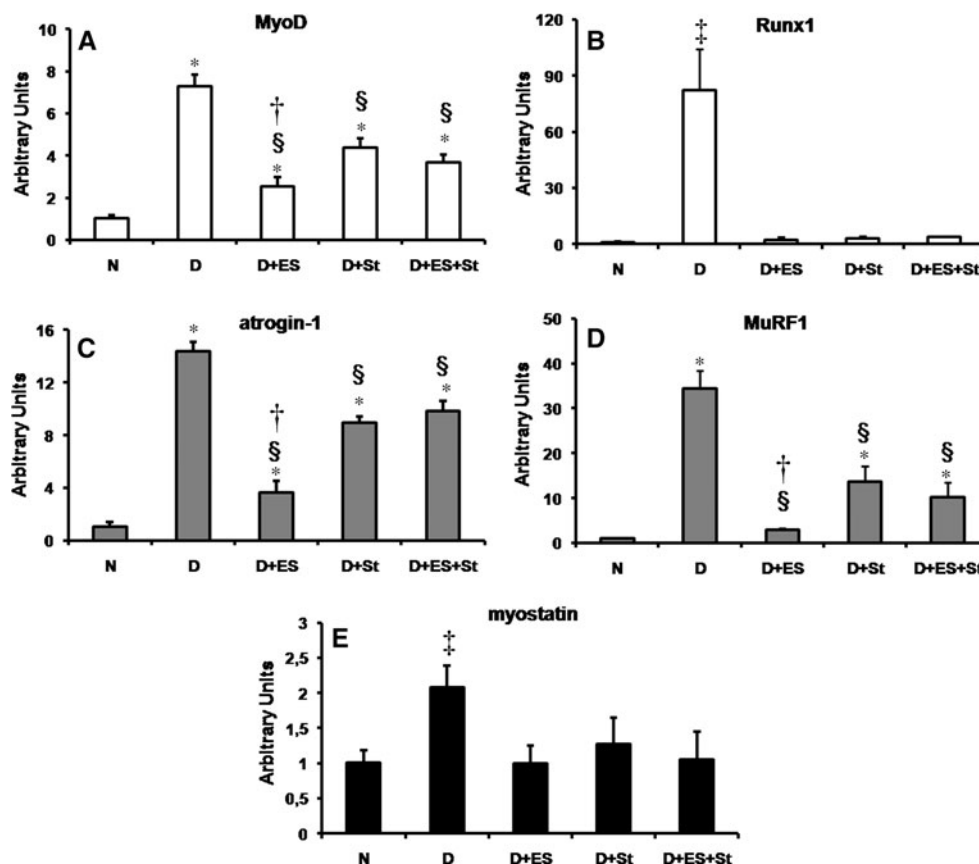 MyoD
A
Arbitrary Units
10
8
6
4
2
0
*
†
§
*
§
*
§
*
N D D+ES D+St D+ES+St
Runx1
B
Arbitrary Units
120
90
60
30
0
‡
N D D+ES D+St D+ES+St
atrogin-1
C
Arbitrary Units
16
12
8
4
0
*
†
§
*
§
*
§
*
N D D+ES D+St D+ES+St
MuRF1
D
Arbitrary Units
50
40
30
20
10
0
*
†
§
§
*
§
*
N D D+ES D+St D+ES+St
myostatin
E
Arbitrary Units
3
2,5
2
1,5
1
0,5
0
‡
N D D+ES D+St D+ES+St